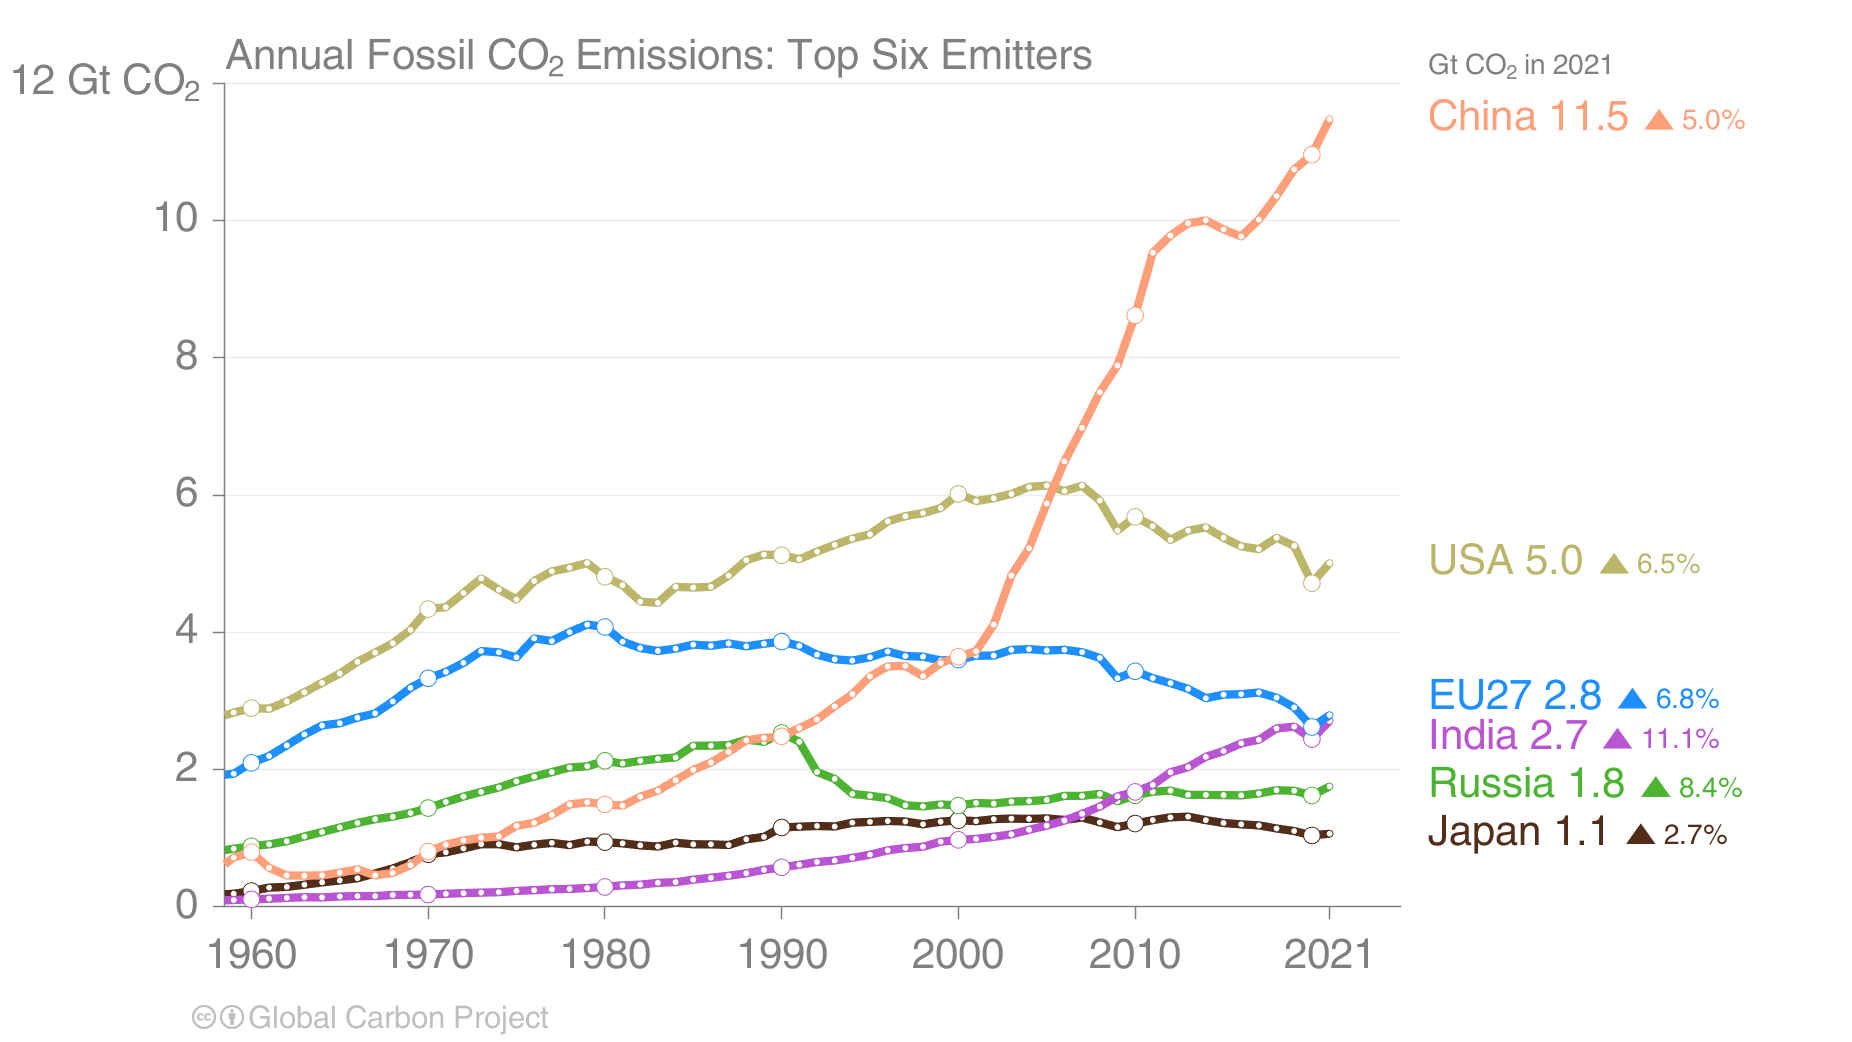 Annual Fossil CO₂ Emissions: Top Six Emitters
Gt CO₂ in 2021
12 Gt CO₂
10
8
6
4
2
0
China 11.5 ▲ 5.0%
USA 5.0 ▲ 6.5%
EU27 2.8 ▲ 6.8%
India 2.7 ▲ 11.1%
Russia 1.8 ▲ 8.4%
Japan 1.1 ▲ 2.7%
1960 1970 1980 1990 2000 2010 2021
cc Global Carbon Project